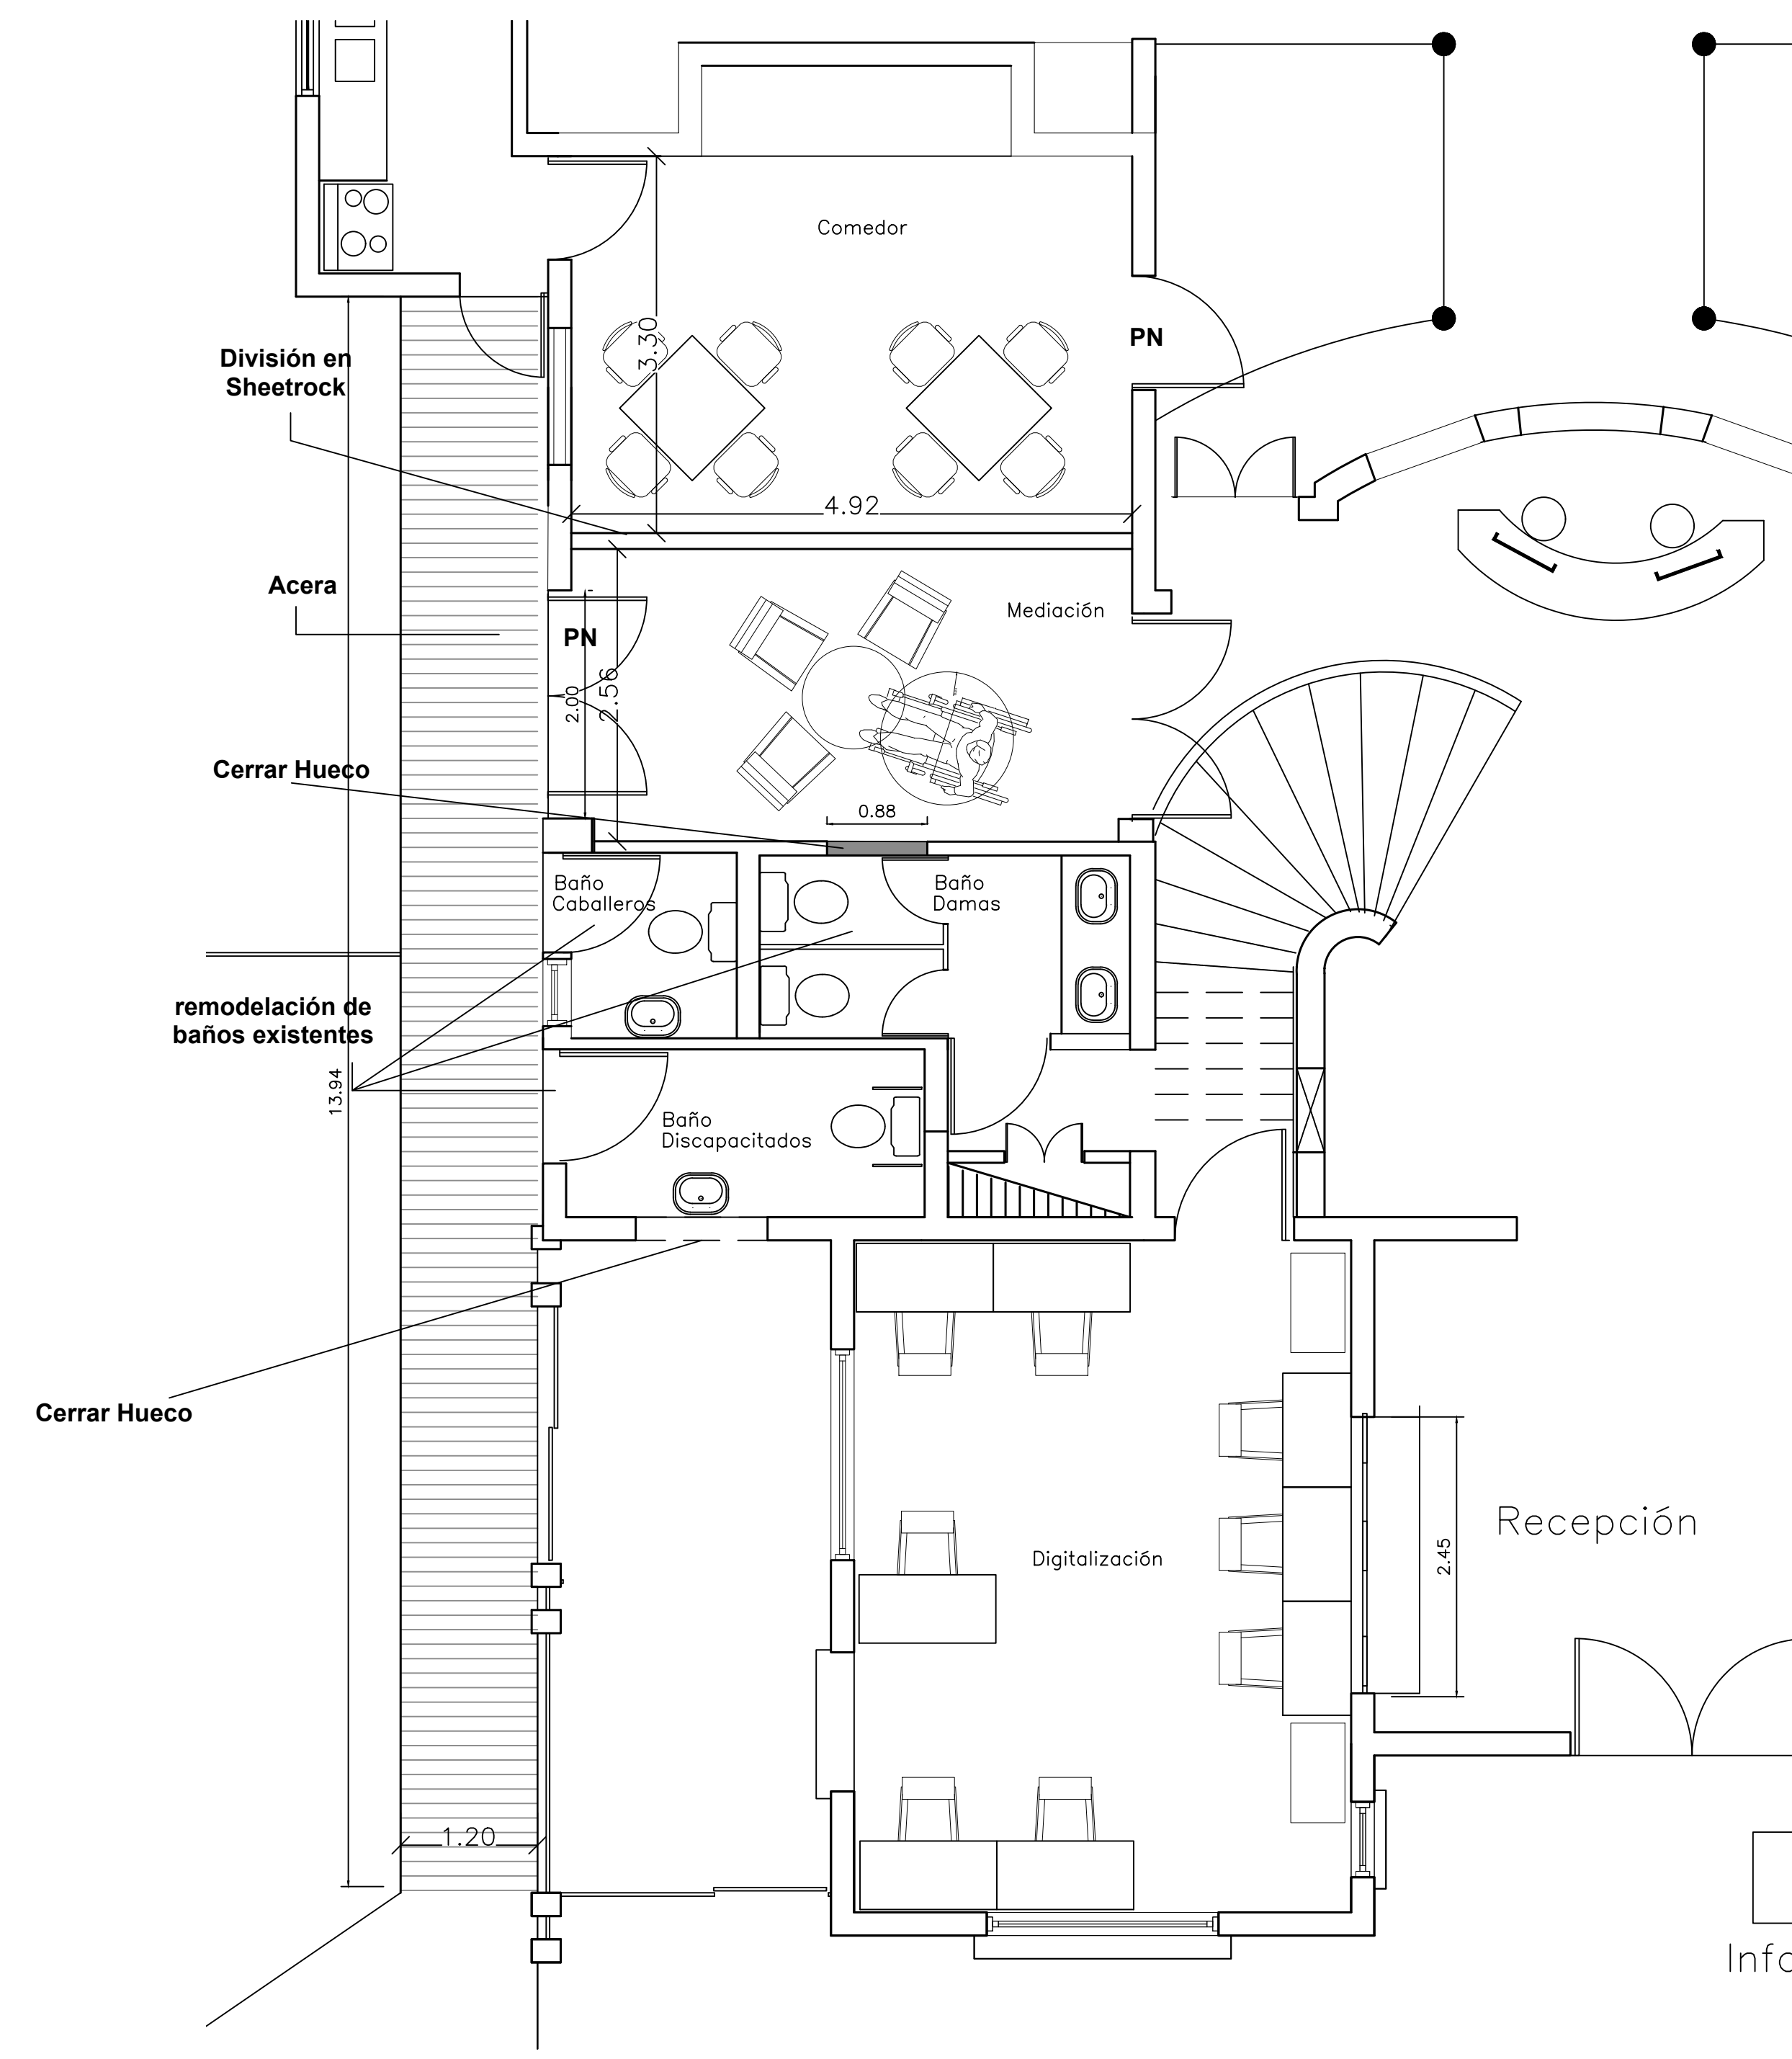 Comedor
3.30
PN
División en
Sheetrock
4.92
Acera
Mediación
PN
2.00
2.56
Cerrar Hueco
0.88
Baño
Caballeros
Baño
Damas
remodelación de
baños existentes
13.94
Baño
Discapacitados
Cerrar Hueco
Recepción
2.45
Digitalización
1.20
Info